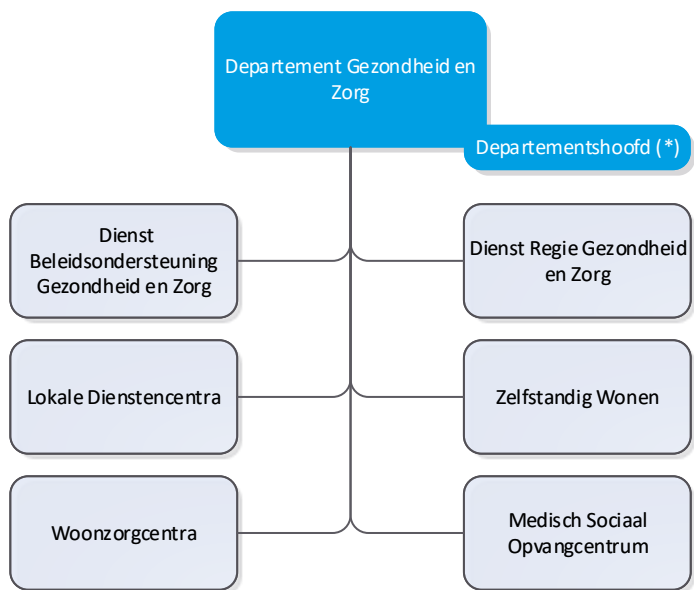 Departement Gezondheid en
Zorg
Departementshoofd (*)
Dienst
Beleidsondersteuning
Gezondheid en Zorg
Dienst Regie Gezondheid
en Zorg
Lokale Dienstencentra
Zelfstandig Wonen
Woonzorgcentra
Medisch Sociaal
Opvangcentrum